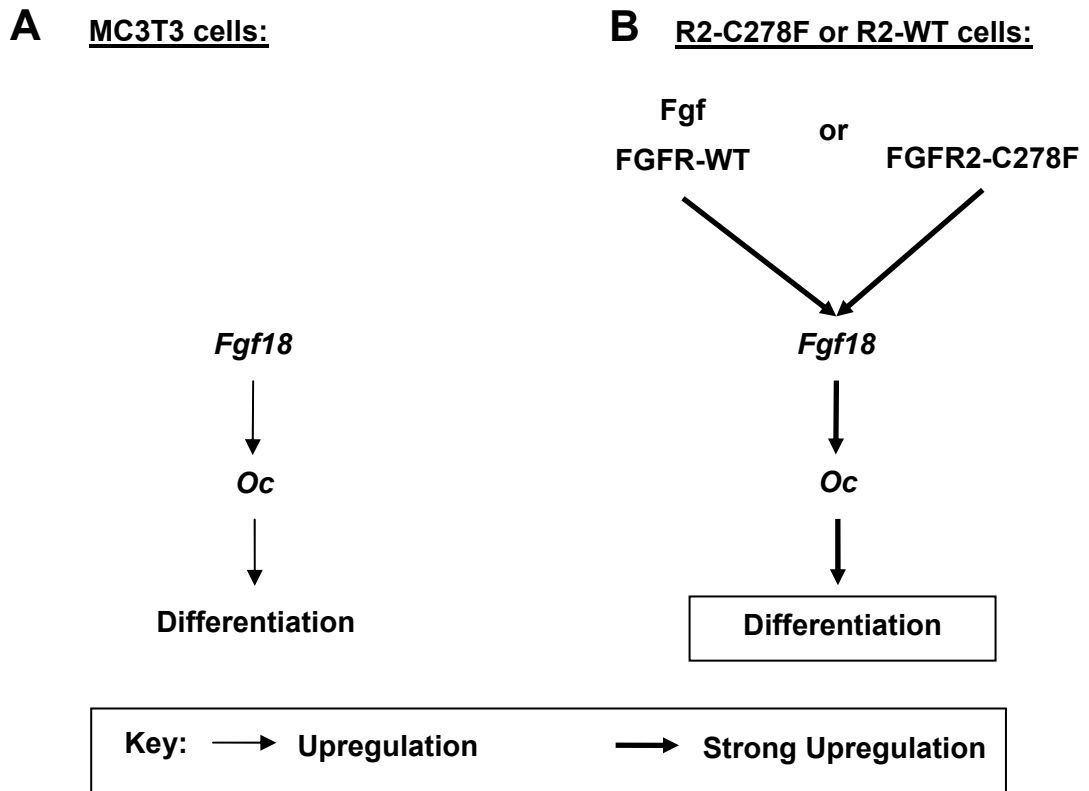 A MC3T3 cells:
Fgf18
Oc
Differentiation
B R2-C278F or R2-WT cells:
Fgf
FGFR-WT
or
FGFR2-C278F
Fgf18
Oc
Differentiation
Key: Upregulation Strong Upregulation